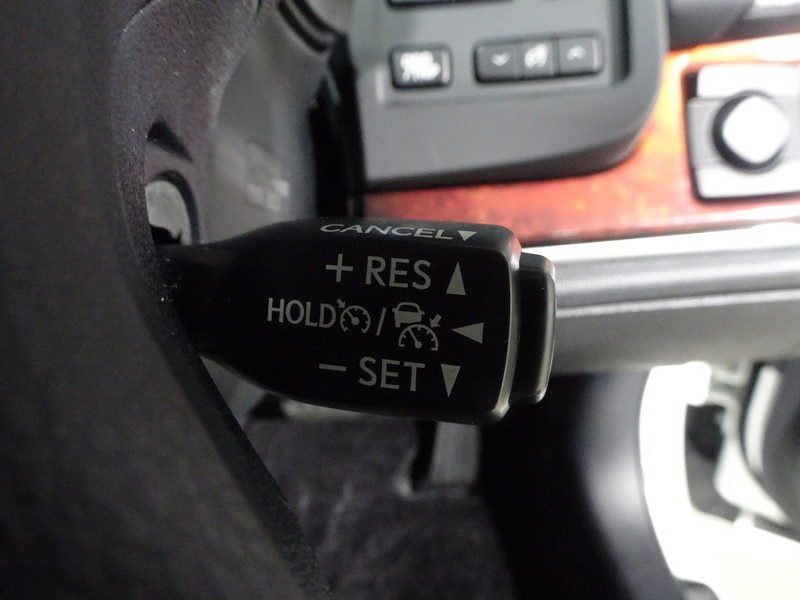 CANCEL
+ RES
HOLD /
− SET